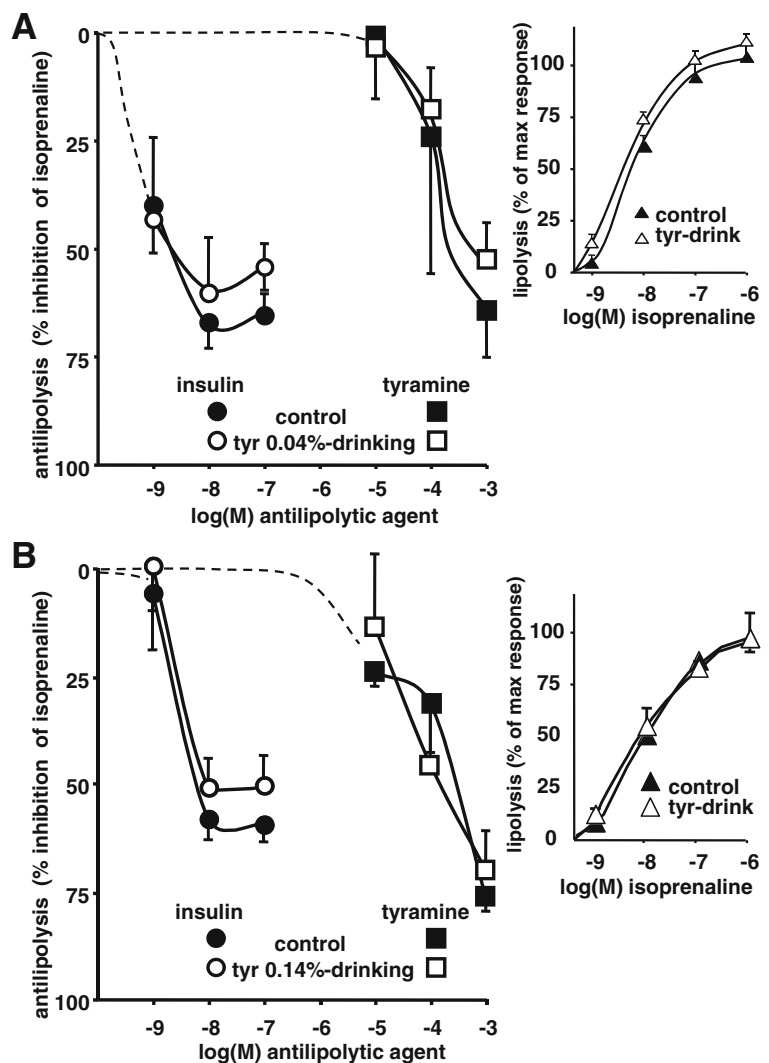 A
antilipolysis (% inhibition of isoprenaline)
0
25
50
75
100
insulin tyramine
control
tyr 0.04%-drinking
-9 -8 -7 -5 -4 -3
log(M) antilipolytic agent
lipolysis (% of max response)
100
75
50
25
0
control
tyr-drink
-9 -8 -7 -6
log(M) isoprenaline
B
antilipolysis (% inhibition of isoprenaline)
0
25
50
75
100
insulin tyramine
control
tyr 0.14%-drinking
-9 -8 -7 -5 -4 -3
log(M) antilipolytic agent
lipolysis (% of max response)
100
75
50
25
0
control
tyr-drink
-9 -8 -7 -6
log(M) isoprenaline